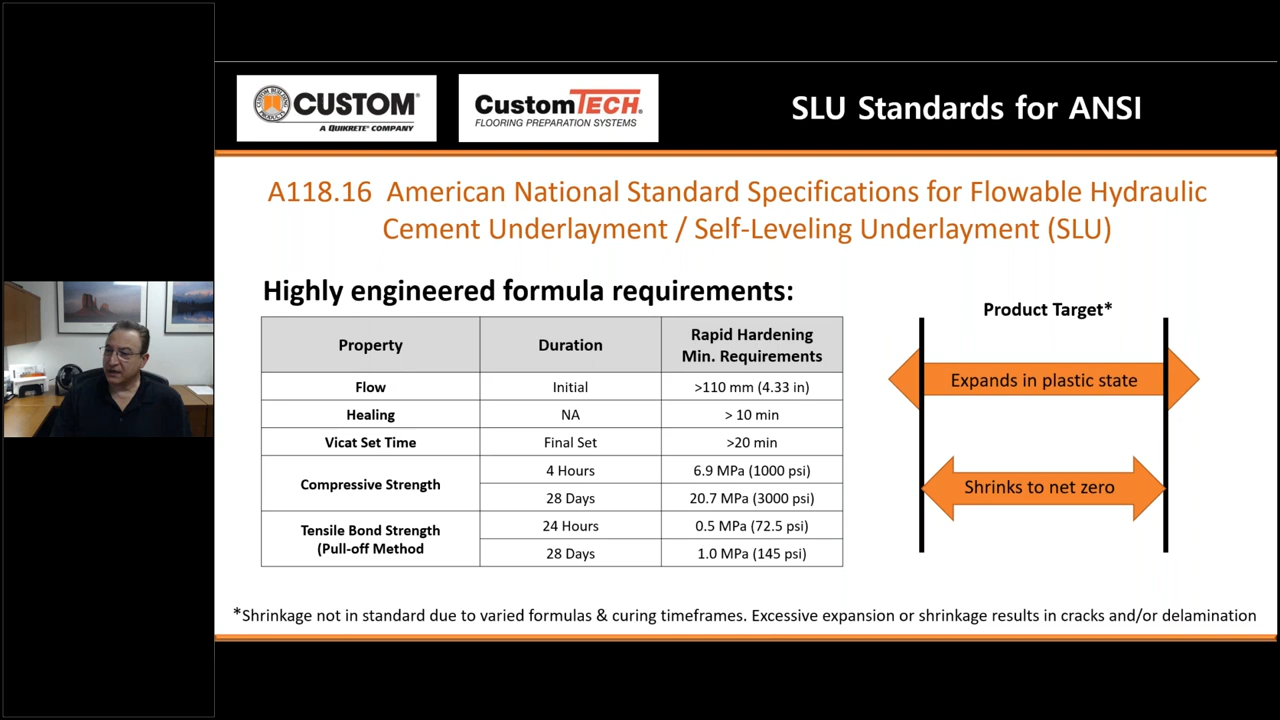 CUSTOM®
A QUIKRETE® COMPANY
CustomTECH®
FLOORING PREPARATION SYSTEMS
SLU Standards for ANSI
A118.16 American National Standard Specifications for Flowable Hydraulic
Cement Underlayment / Self-Leveling Underlayment (SLU)
Highly engineered formula requirements:
Property Duration Rapid Hardening
Min. Requirements
Flow Initial >110 mm (4.33 in)
Healing NA > 10 min
Vicat Set Time Final Set >20 min
Compressive Strength 4 Hours 6.9 MPa (1000 psi)
28 Days 20.7 MPa (3000 psi)
Tensile Bond Strength
(Pull-off Method 24 Hours 0.5 MPa (72.5 psi)
28 Days 1.0 MPa (145 psi)
Product Target*
Expands in plastic state
Shrinks to net zero
*Shrinkage not in standard due to varied formulas & curing timeframes. Excessive expansion or shrinkage results in cracks and/or delamination